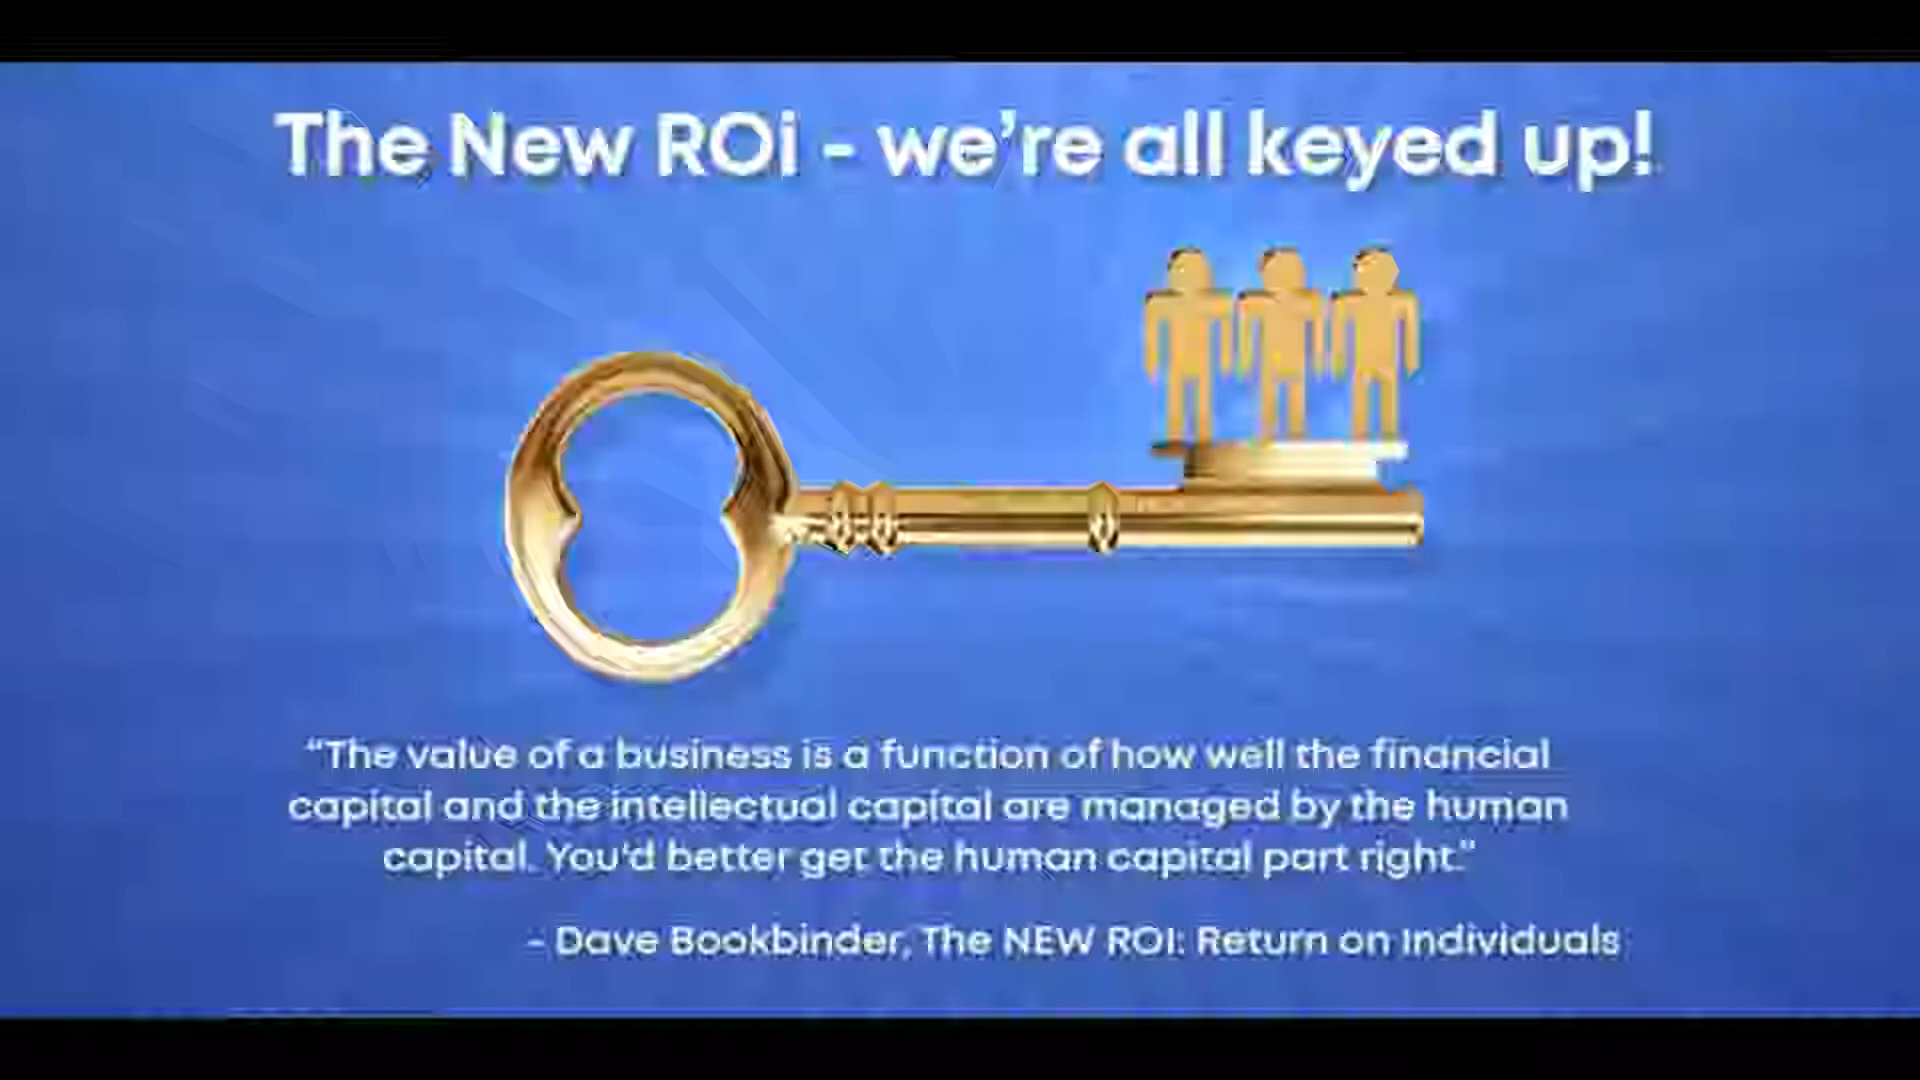 The New ROi - we're all keyed up!
“The value of a business is a function of how well the financial
capital and the intellectual capital are managed by the human
capital. You'd better get the human capital part right.”
- Dave Bookbinder, The NEW ROI: Return on Individuals